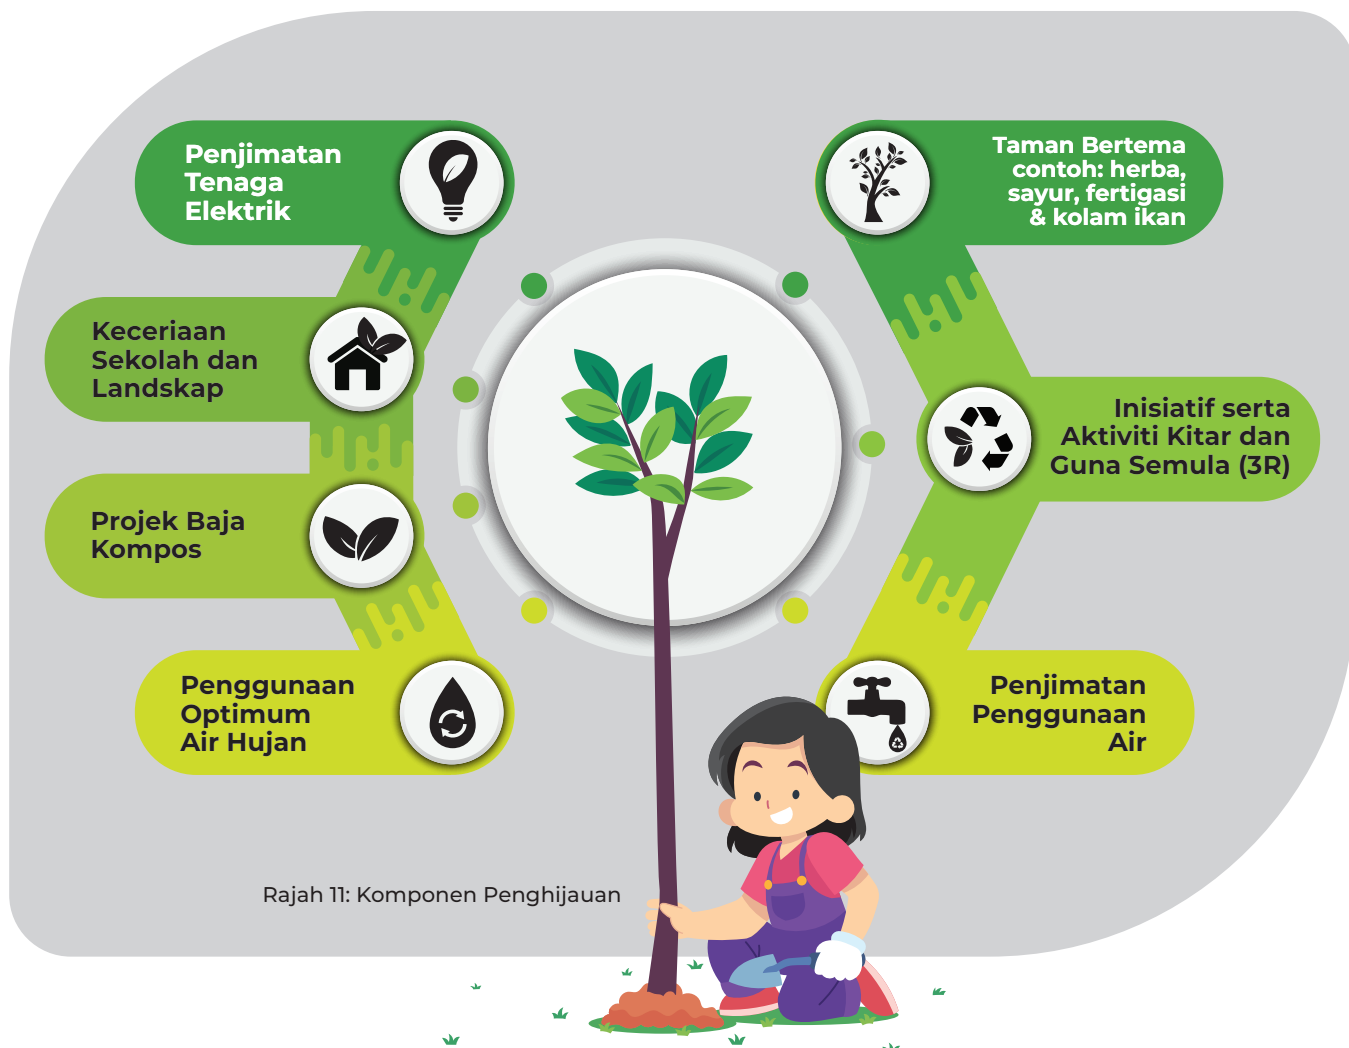 Penjimatan
Tenaga
Elektrik
Keceriaan
Sekolah dan
Landskap
Projek Baja
Kompos
Penggunaan
Optimum
Air Hujan
Taman Bertema
contoh: herba,
sayur, fertigasi
& kolam ikan
Inisiatif serta
Aktiviti Kitar dan
Guna Semula (3R)
Penjimatan
Penggunaan
Air
Rajah 11: Komponen Penghijauan